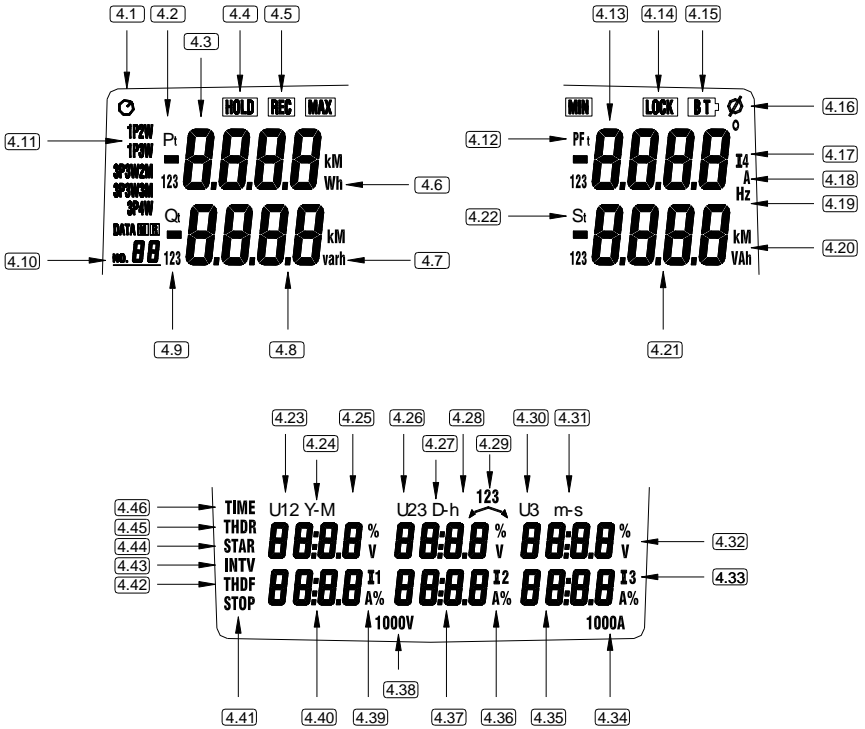 4.1 4.2 4.3 4.4 4.5
HOLD REC MAX
4.11
1P2W
1P3W
3P3W2M
3P3W3M
3P4W
DATA M R
NO. 88
4.10
Pt
123
8.8.8.8
kM
Wh
4.6
Qt
123
8.8.8.8
kM
varh
4.7
4.9 4.8
4.13 4.14 4.15
MIN LOCK BT
4.16
4.12
PFt
123
8.8.8.8
Ø
o
I4
A
Hz
4.17
4.18
4.19
4.22
St
123
8.8.8.8
kM
VAh
4.20
4.21
4.23 4.24 4.25 4.26 4.27 4.28 4.29 4.30 4.31
123
4.46 TIME U12 Y-M U23 D-h U3 m-s
4.45 THDR
4.44 STAR
88:8.8 % V 88:8.8 % V 88:8.8 % V 4.32
4.43 INTV
4.42 THDF
STOP
88:8.8 I1 A% 88:8.8 I2 A% 88:8.8 I3 A% 4.33
1000V 1000A
4.38
4.41 4.40 4.39 4.37 4.36 4.35 4.34